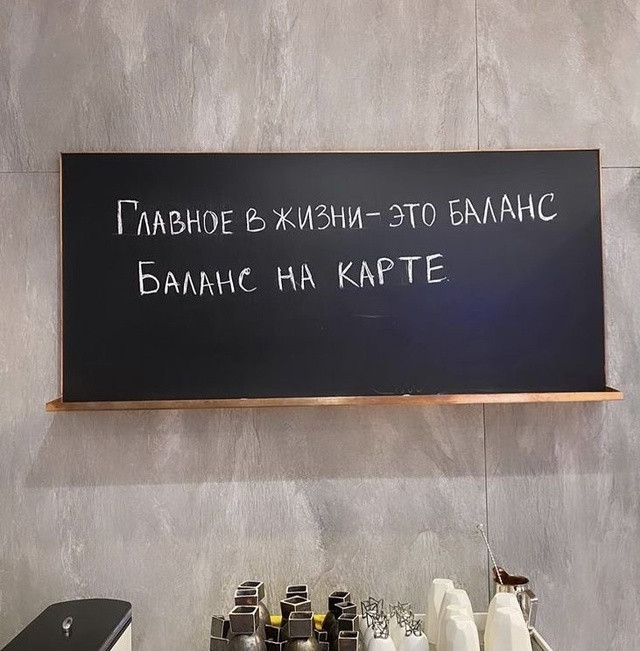 Главное в жизни – это баланс
Баланс на карте